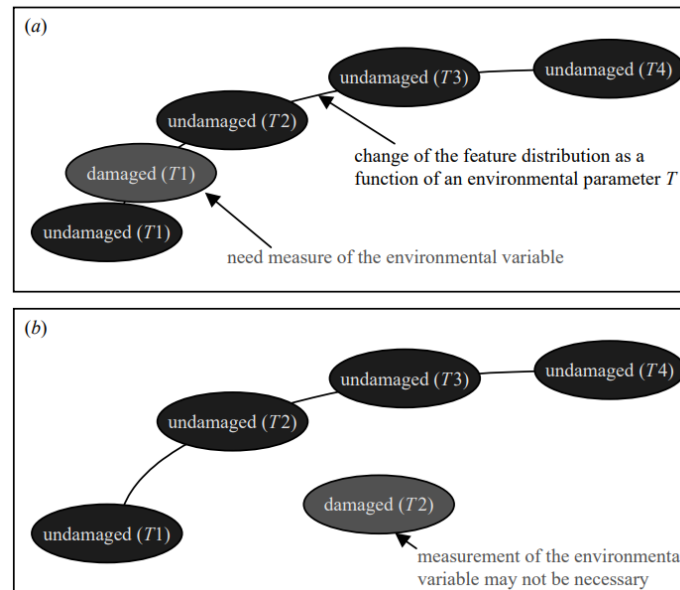 (a)
undamaged (T3)
undamaged (T4)
undamaged (T2)
change of the feature distribution as a
function of an environmental parameter T
damaged (T1)
undamaged (T1)
need measure of the environmental variable
(b)
undamaged (T3)
undamaged (T4)
undamaged (T2)
damaged (T2)
undamaged (T1)
measurement of the environmental
variable may not be necessary